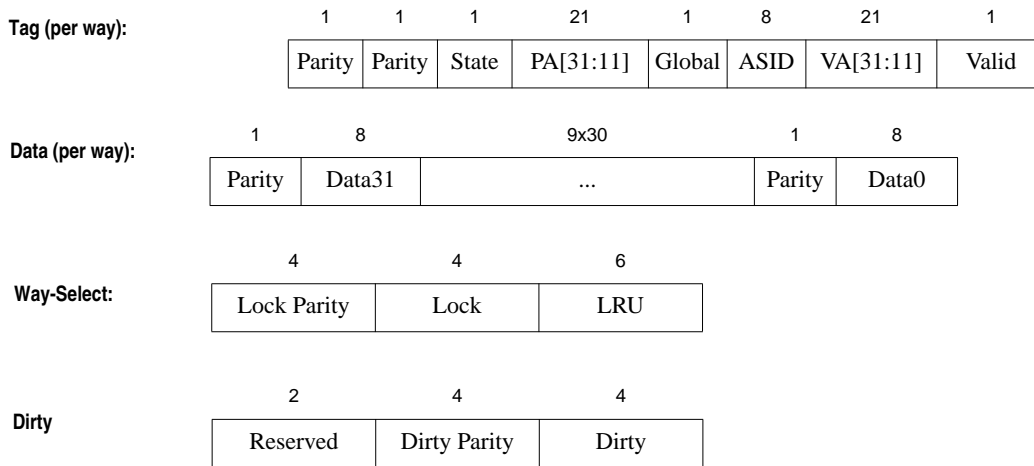 1 1 1 21 1 8 21 1
Tag (per way):
Parity Parity State PA[31:11] Global ASID VA[31:11] Valid
1 8 9x30 1 8
Data (per way):
Parity Data31 ... Parity Data0
4 4 6
Way-Select:
Lock Parity Lock LRU
2 4 4
Dirty
Reserved Dirty Parity Dirty